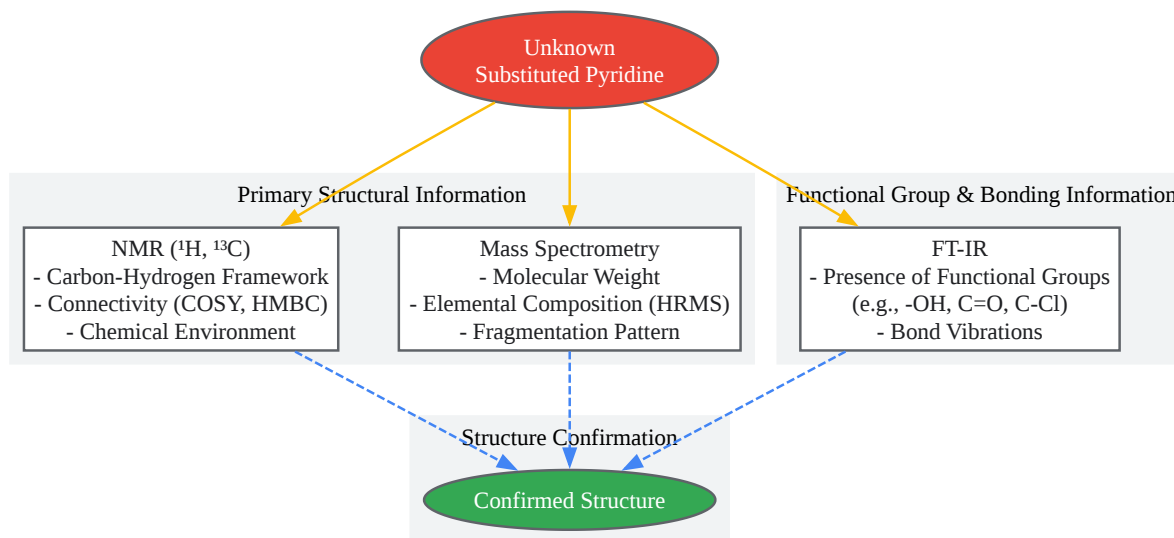 Unknown
Substituted Pyridine
Primary Structural Information
Functional Group & Bonding Information
NMR (¹H, ¹³C)
- Carbon-Hydrogen Framework
- Connectivity (COSY, HMBC)
- Chemical Environment
Mass Spectrometry
- Molecular Weight
- Elemental Composition (HRMS)
- Fragmentation Pattern
FT-IR
- Presence of Functional Groups
(e.g., -OH, C=O, C-Cl)
- Bond Vibrations
Structure Confirmation
Confirmed Structure